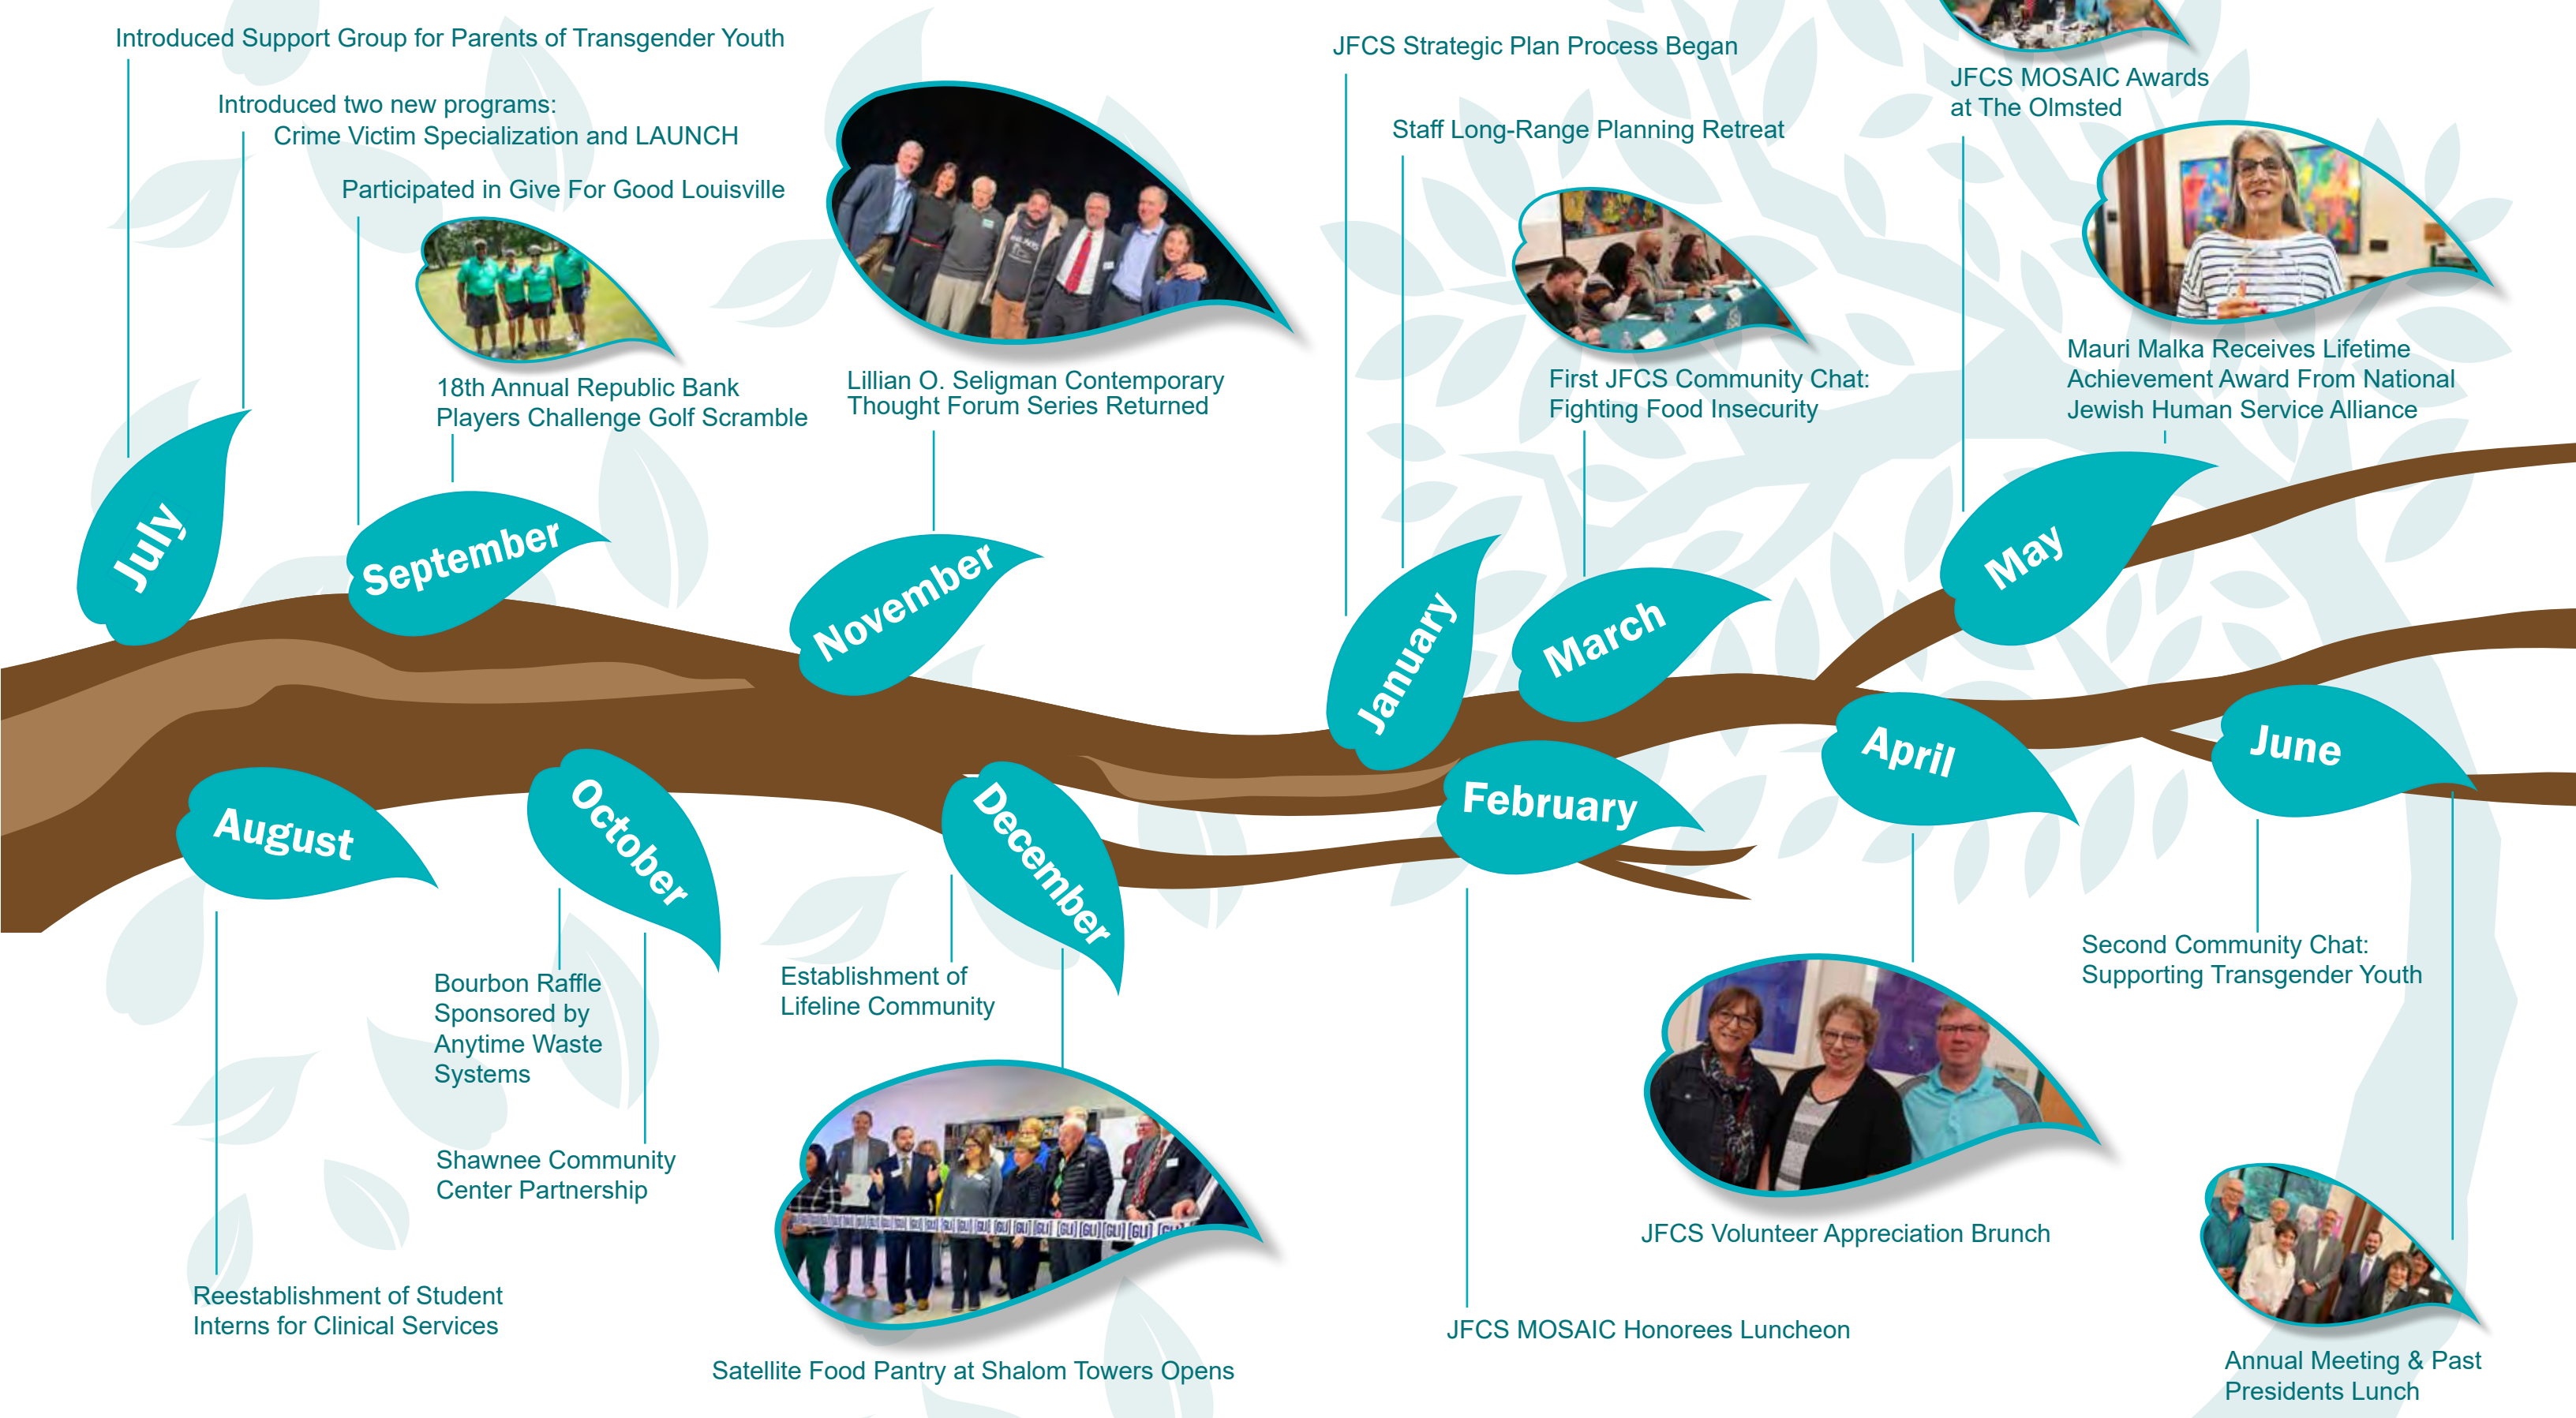 Introduced Support Group for Parents of Transgender Youth
Introduced two new programs:
Crime Victim Specialization and LAUNCH
Participated in Give For Good Louisville
18th Annual Republic Bank
Players Challenge Golf Scramble
Lillian O. Seligman Contemporary
Thought Forum Series Returned
JFCS Strategic Plan Process Began
Staff Long-Range Planning Retreat
First JFCS Community Chat:
Fighting Food Insecurity
JFCS MOSAIC Awards
at The Olmsted
Mauri Malka Receives Lifetime
Achievement Award From National
Jewish Human Service Alliance
July
September
November
January
March
May
August
October
December
February
April
June
Bourbon Raffle
Sponsored by
Anytime Waste
Systems
Shawnee Community
Center Partnership
Reestablishment of Student
Interns for Clinical Services
Establishment of
Lifeline Community
[GLI] [GLI] [GLI] [GLI] [GLI] [GLI]
Satellite Food Pantry at Shalom Towers Opens
JFCS MOSAIC Honorees Luncheon
JFCS Volunteer Appreciation Brunch
Second Community Chat:
Supporting Transgender Youth
Annual Meeting & Past
Presidents Lunch